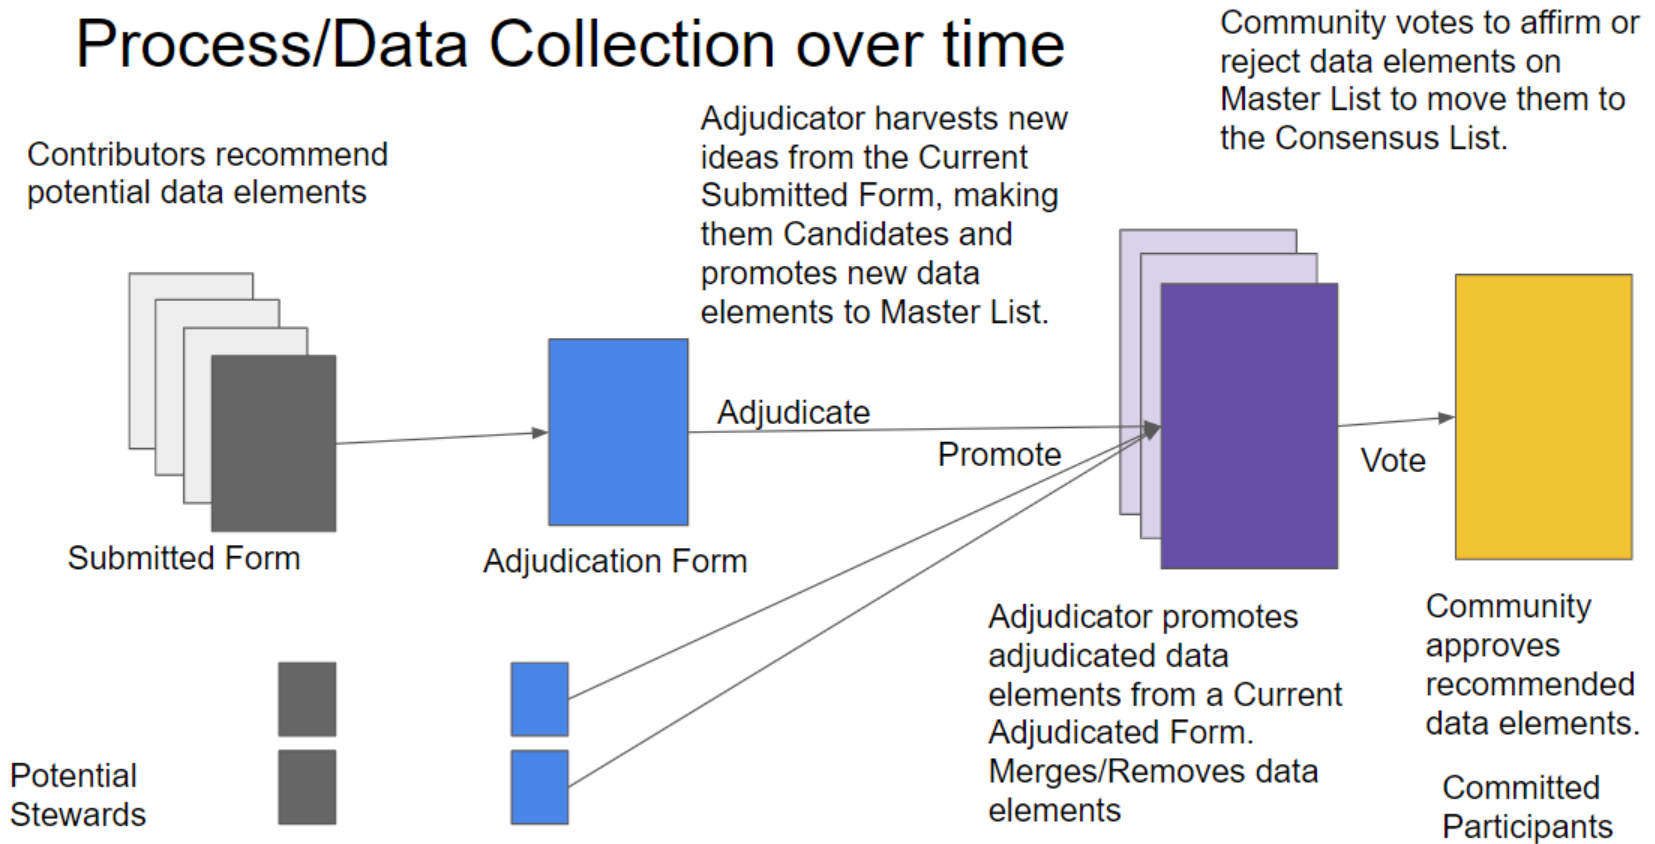 Process/Data Collection over time
Community votes to affirm or
reject data elements on
Master List to move them to
the Consensus List.
Contributors recommend
potential data elements
Adjudicator harvests new
ideas from the Current
Submitted Form, making
them Candidates and
promotes new data
elements to Master List.
Adjudicate
Promote
Vote
Submitted Form
Adjudication Form
Adjudicator promotes
adjudicated data
elements from a Current
Adjudicated Form.
Merges/Removes data
elements
Community
approves
recommended
data elements.
Potential
Stewards
Committed
Participants